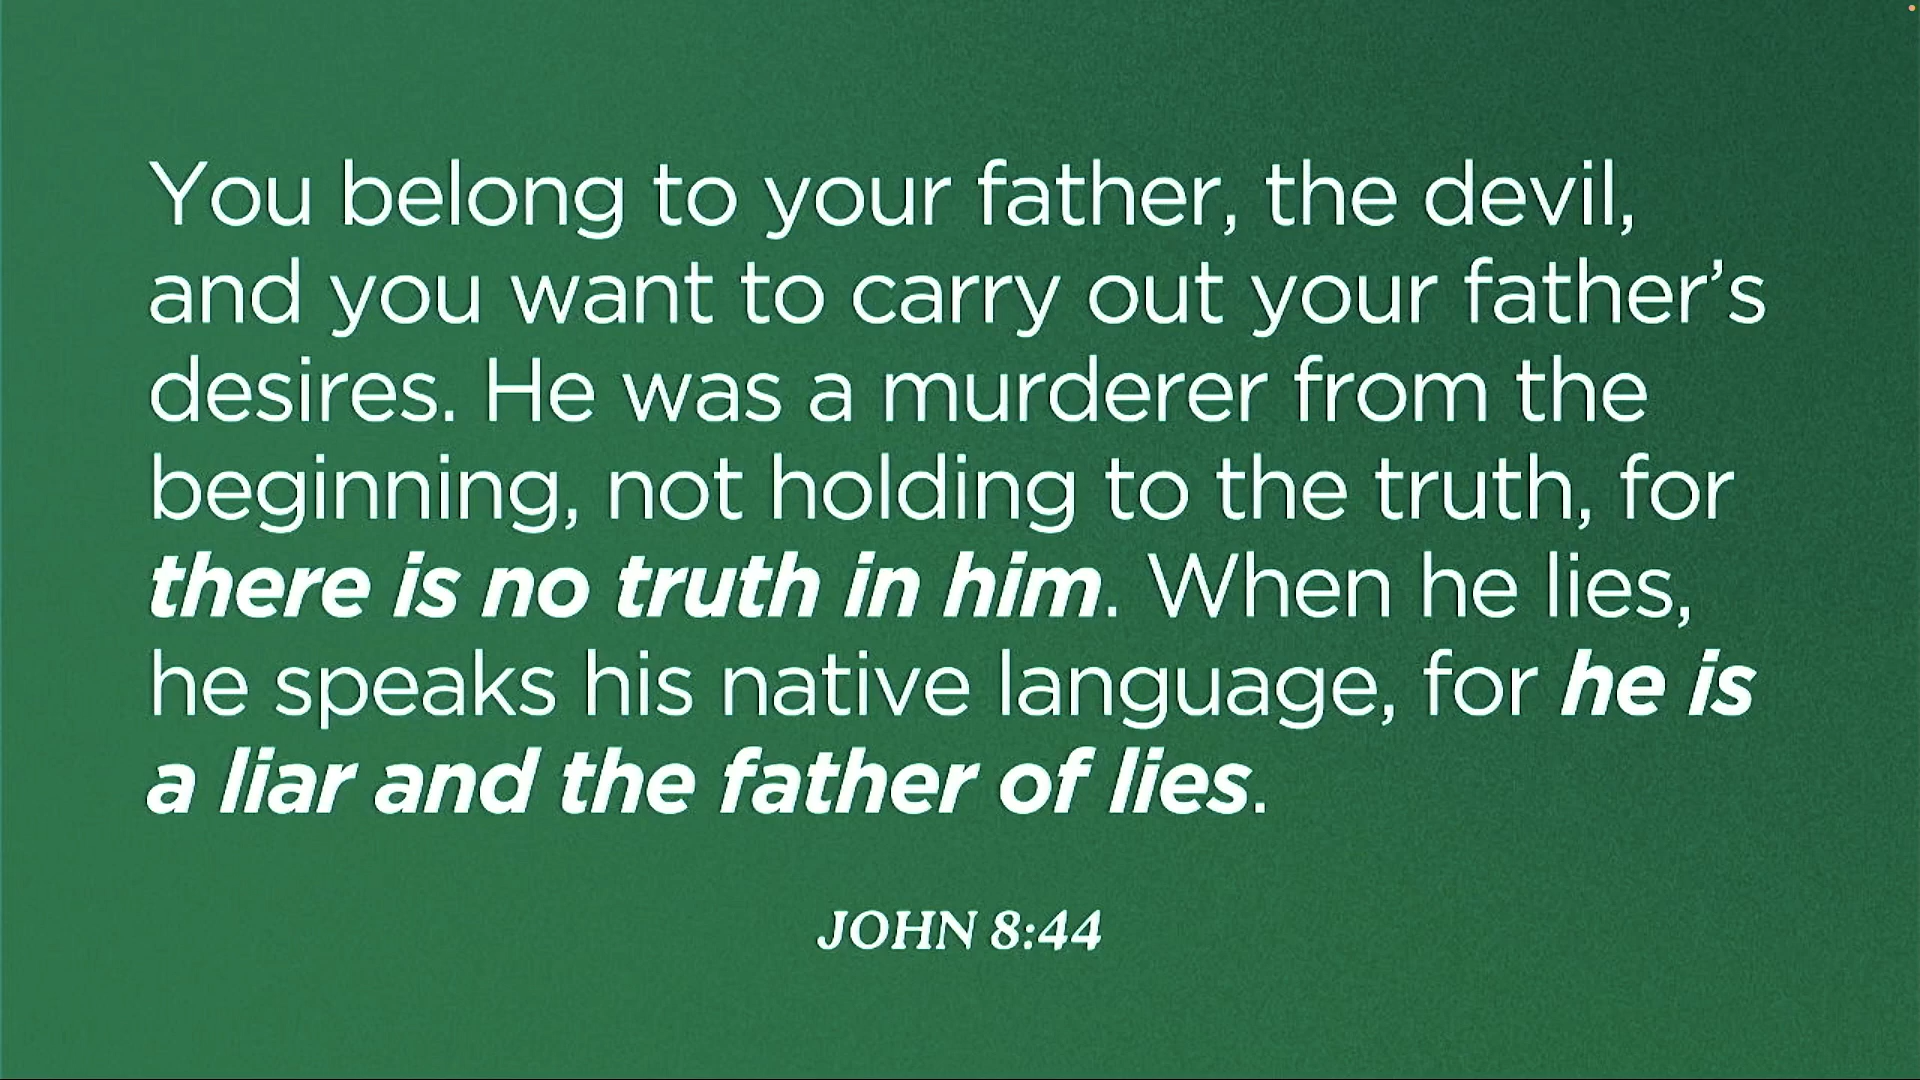 You belong to your father, the devil,
and you want to carry out your father’s
desires. He was a murderer from the
beginning, not holding to the truth, for
there is no truth in him. When he lies,
he speaks his native language, for he is
a liar and the father of lies.
JOHN 8:44